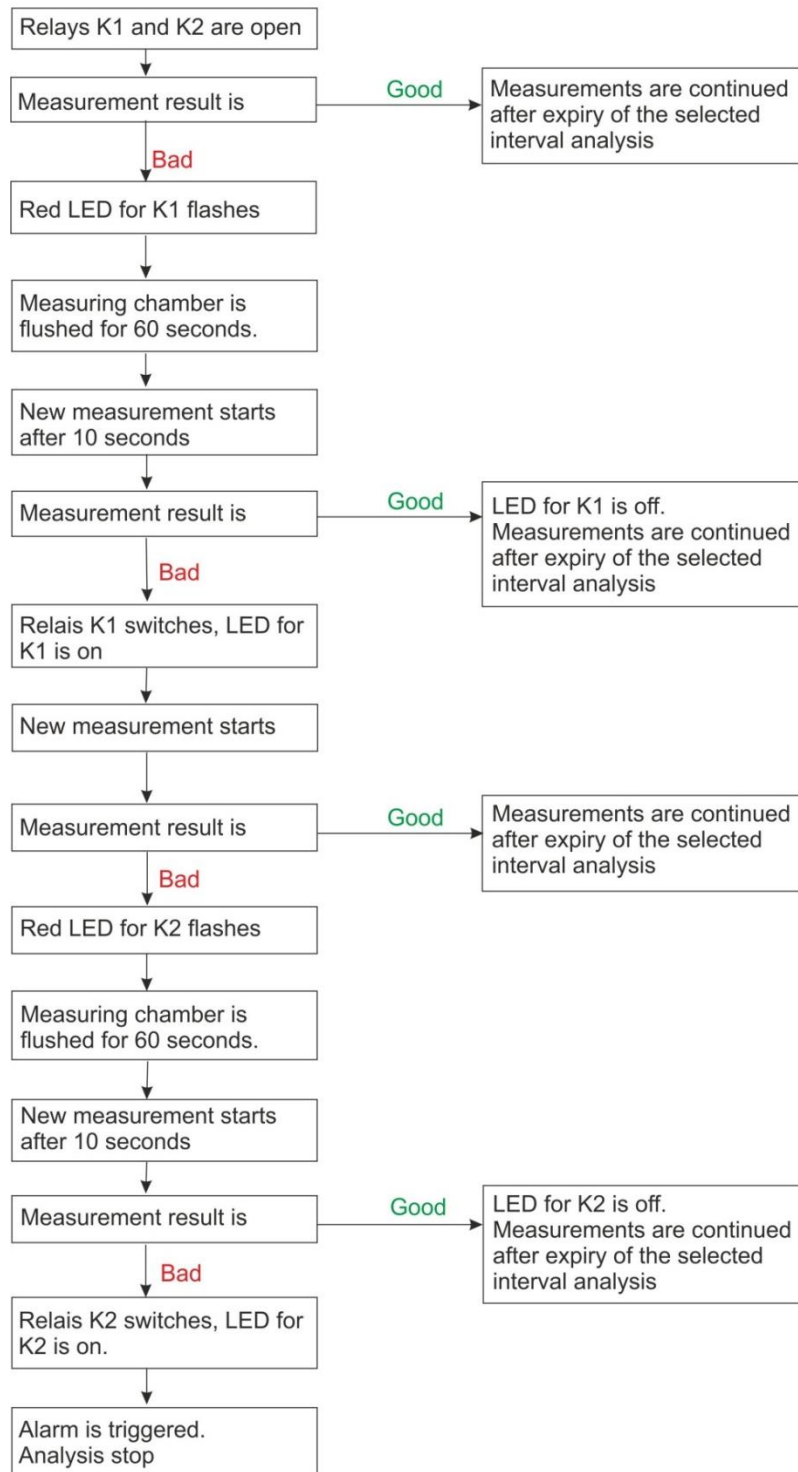 Relays K1 and K2 are open
Measurement result is
Good
Measurements are continued
after expiry of the selected
interval analysis
Bad
Red LED for K1 flashes
Measuring chamber is
flushed for 60 seconds.
New measurement starts
after 10 seconds
Measurement result is
Good
LED for K1 is off.
Measurements are continued
after expiry of the selected
interval analysis
Bad
Relais K1 switches, LED for
K1 is on
New measurement starts
Measurement result is
Good
Measurements are continued
after expiry of the selected
interval analysis
Bad
Red LED for K2 flashes
Measuring chamber is
flushed for 60 seconds.
New measurement starts
after 10 seconds
Measurement result is
Good
LED for K2 is off.
Measurements are continued
after expiry of the selected
interval analysis
Bad
Relais K2 switches, LED for
K2 is on.
Alarm is triggered.
Analysis stop